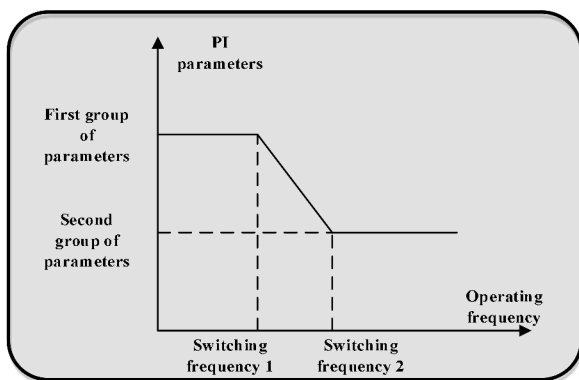 PI
parameters
First group
of
parameters
Second
group of
parameters
Operating
frequency
Switching
frequency 1
Switching
frequency 2